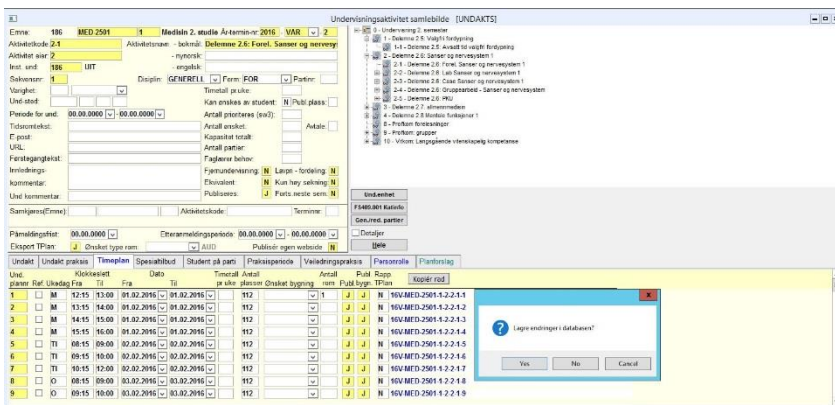 Undervisningsaktivitet samlebilde [UNDAKTS]
Emne: 186 MED-2501 1 Medisin 2. studie År-termin-nr: 2016 - VAR - 2
Aktivitetkode: 2-1 Aktivitetsnavn - bokmål: Delemne 2.6: Forel. Sanser og nervesy
Aktivitet eier: 2 - nynorsk:
Inst. und: 186 UIT - engelsk:
Sekvensnr: 1 Disiplin: GENERELL Form: FOR Partinr:
Varighet: Timetall pr.uke:
Und-sted: Kan ønskes av student: N Publ.plass:
Periode for und: 00.00.0000 - 00.00.0000 Antall prioriteres (sw3):
Tidsromtekst: Antall ønsket: Avtale:
E-post: Kapasitet totalt:
URL: Antall partier:
Førstegangtekst: Faglærer behov:
Innlednings- Fjernundervisning: N Løvpr - fordeling: N
kommentar: Ekvivalent: N Kun høy søkning: N
Und kommentar: Publiseres: J Forts.neste sem: N
Samkjøres(Emne): Aktivitetskode: Terminnr:
Påmeldingsfrist: 00.00.0000 Etteranmeldingsperiode: 00.00.0000 - 00.00.0000
Eksport TPlan: J Ønsket type rom: AUD Publisér egen webside N
0 - Undervisning 2. semester
1 - Delemne 2.5: Valgfri fordypning
1-1 - Delemne 2.5: Avsatt tid valgfri fordypning
2 - Delemne 2.6: Sanser og nervesystem 1
2-1 - Delemne 2.6: Forel. Sanser og nervesystem 1
2-2 - Delemne 2.6: Lab Sanser og nervesystem 1
2-3 - Delemne 2.6: Case Sanser og nervesystem 1
2-4 - Delemne 2.6: Gruppearbeid - Sanser og nervesystem
2-5 - Delemne 2.6: PKU
3 - Delemne 2.7. allmennmedisin
4 - Delemne 2.8 Mentale funksjoner 1
8 - Profkom forelesninger
9 - Profkom: grupper
10 - Vitkom: Langsgående vitenskapelig kompetanse
Und.enhet
FS400.001 Katinfo
Gen./red. partier
Detaljer
Hele
Undakt Undakt praksis Timeplan Spesialtilbud Student på parti Praksisperiode Veiledningspraksis Personrolle Planforslag
Und. Klokkeslett Dato Timetall Antall Antall Publ Rapp.
plannr Ref. Ukedag Fra Til Fra Til pr uke plasser Ønsket bygning rom Publ.bygn. TPlan Kopiér rad
1 M 12:15 13:00 01.02.2016 01.02.2016 112 1 J J N 16V-MED-2501-1-2-2-1-1
2 M 13:15 14:00 01.02.2016 01.02.2016 112 J J N 16V-MED-2501-1-2-2-1-2
3 M 14:15 15:00 01.02.2016 01.02.2016 112 J J N 16V-MED-2501-1-2-2-1-3
4 M 15:15 16:00 01.02.2016 01.02.2016 112 J J N 16V-MED-2501-1-2-2-1-4
5 TI 08:15 09:00 02.02.2016 02.02.2016 112 J J N 16V-MED-2501-1-2-2-1-5
6 TI 09:15 10:00 02.02.2016 02.02.2016 112 J J N 16V-MED-2501-1-2-2-1-6
7 TI 10:15 12:00 02.02.2016 02.02.2016 112 J J N 16V-MED-2501-1-2-2-1-7
8 O 08:15 09:00 03.02.2016 03.02.2016 112 J J N 16V-MED-2501-1-2-2-1-8
9 O 09:15 10:00 03.02.2016 03.02.2016 112 J J N 16V-MED-2501-1-2-2-1-9
Lagre endringer i databasen?
Yes No Cancel